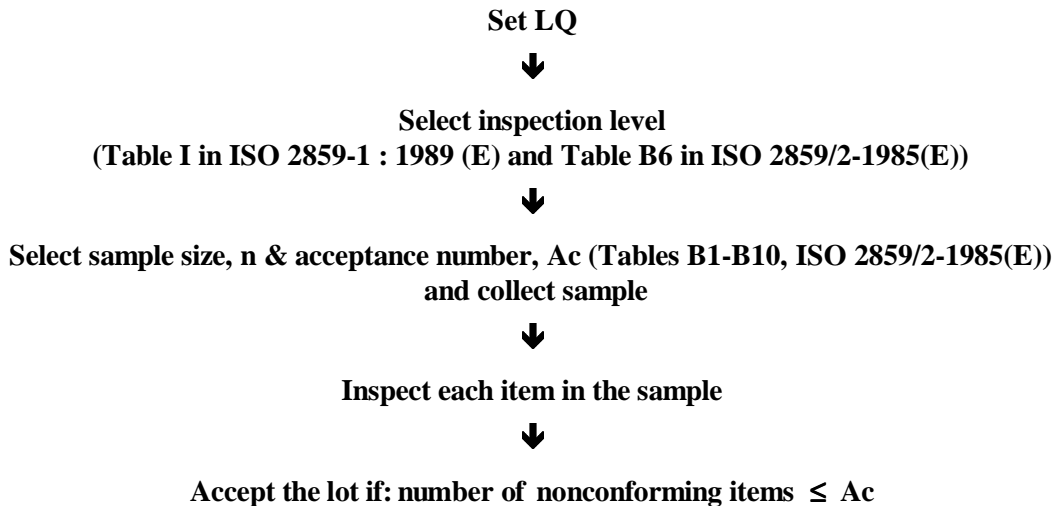 Set LQ
Select inspection level
(Table I in ISO 2859-1 : 1989 (E) and Table B6 in ISO 2859/2-1985(E))
Select sample size, n & acceptance number, Ac (Tables B1-B10, ISO 2859/2-1985(E))
and collect sample
Inspect each item in the sample
Accept the lot if: number of nonconforming items ≤ Ac